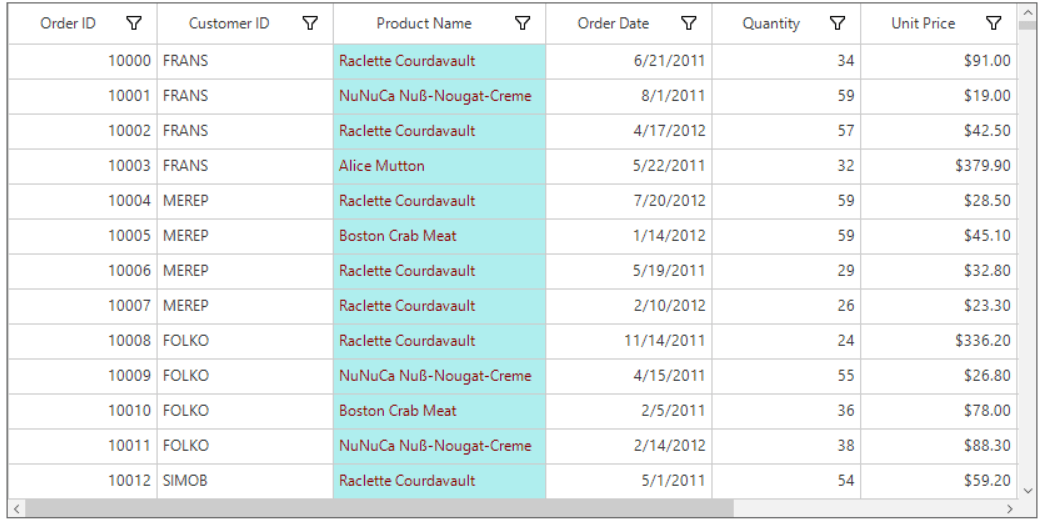 Order ID Customer ID Product Name Order Date Quantity Unit Price
10000 FRANS Raclette Courdavault 6/21/2011 34 $91.00
10001 FRANS NuNuCa Nuß-Nougat-Creme 8/1/2011 59 $19.00
10002 FRANS Raclette Courdavault 4/17/2012 57 $42.50
10003 FRANS Alice Mutton 5/22/2011 32 $379.90
10004 MEREP Raclette Courdavault 7/20/2012 59 $28.50
10005 MEREP Boston Crab Meat 1/14/2012 59 $45.10
10006 MEREP Raclette Courdavault 5/19/2011 29 $32.80
10007 MEREP Raclette Courdavault 2/10/2012 26 $23.30
10008 FOLKO Raclette Courdavault 11/14/2011 24 $336.20
10009 FOLKO NuNuCa Nuß-Nougat-Creme 4/15/2011 55 $26.80
10010 FOLKO Boston Crab Meat 2/5/2011 36 $78.00
10011 FOLKO NuNuCa Nuß-Nougat-Creme 2/14/2012 38 $88.30
10012 SIMOB Raclette Courdavault 5/1/2011 54 $59.20